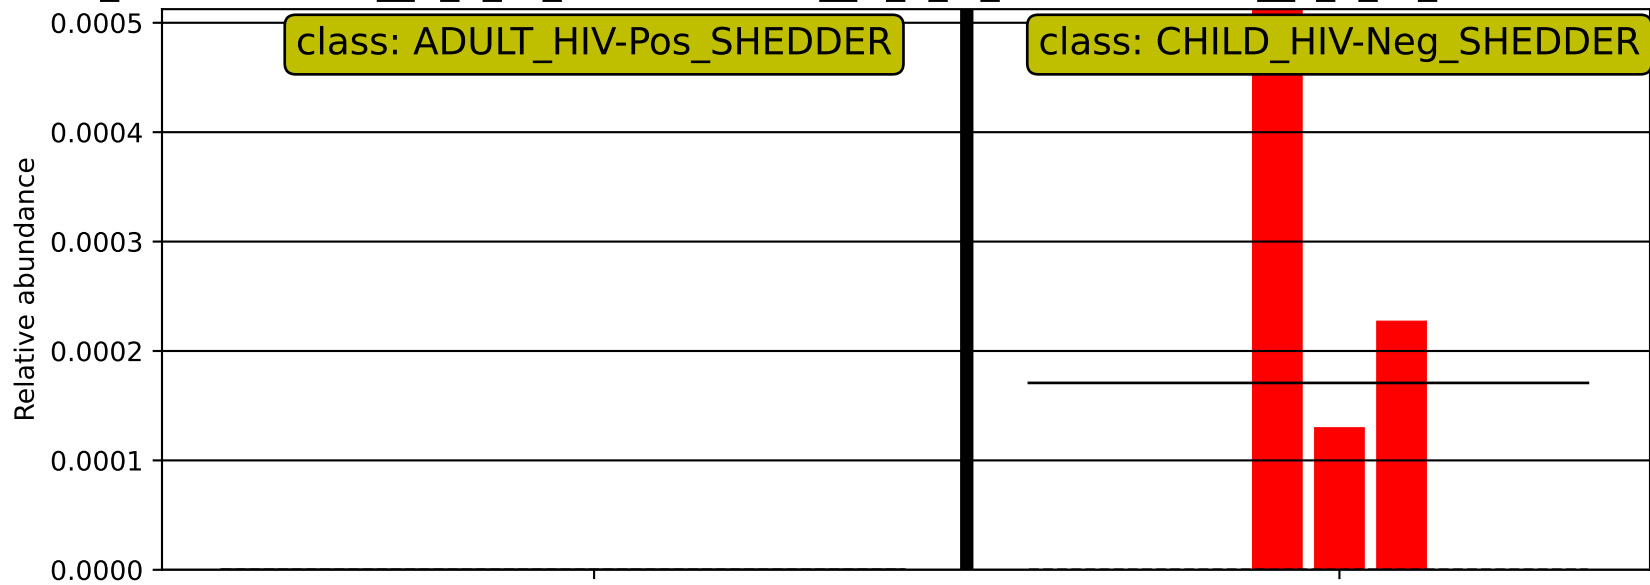 0.0005
class: ADULT_HIV-Pos_SHEDDER
class: CHILD_HIV-Neg_SHEDDER
0.0004
0.0003
0.0002
0.0001
0.0000
Relative abundance